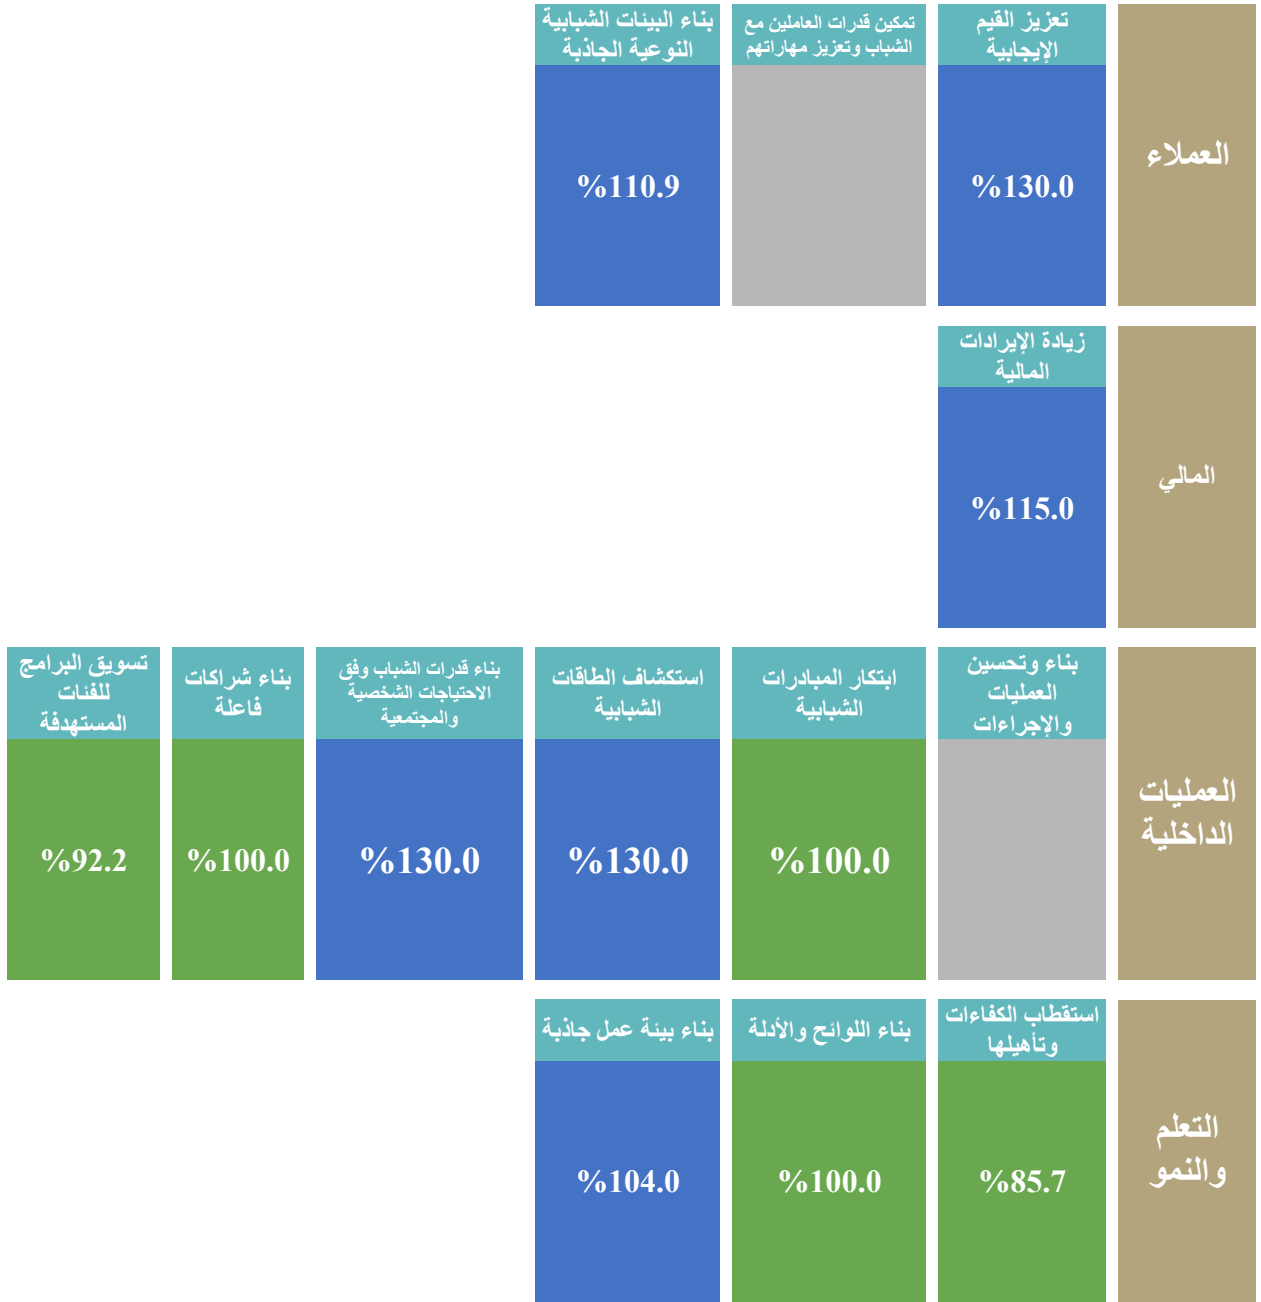 العملاء
تعزيز القيم
الإيجابية
%130.0
تمكين قدرات العاملين مع
الشباب وتعزيز مهاراتهم
بناء البيئات الشبابية
النوعية الجاذبة
%110.9
المالي
زيادة الإيرادات
المالية
%115.0
العمليات
الداخلية
بناء وتحسين
العمليات
والإجراءات
ابتكار المبادرات
الشبابية
%100.0
استكشاف الطاقات
الشبابية
%130.0
بناء قدرات الشباب وفق
الاحتياجات الشخصية
والمجتمعية
%130.0
بناء شراكات
فاعلة
%100.0
تسويق البرامج
للفئات
المستهدفة
%92.2
التعلم
والنمو
استقطاب الكفاءات
وتأهيلها
%85.7
بناء اللوائح والأدلة
%100.0
بناء بيئة عمل جاذبة
%104.0